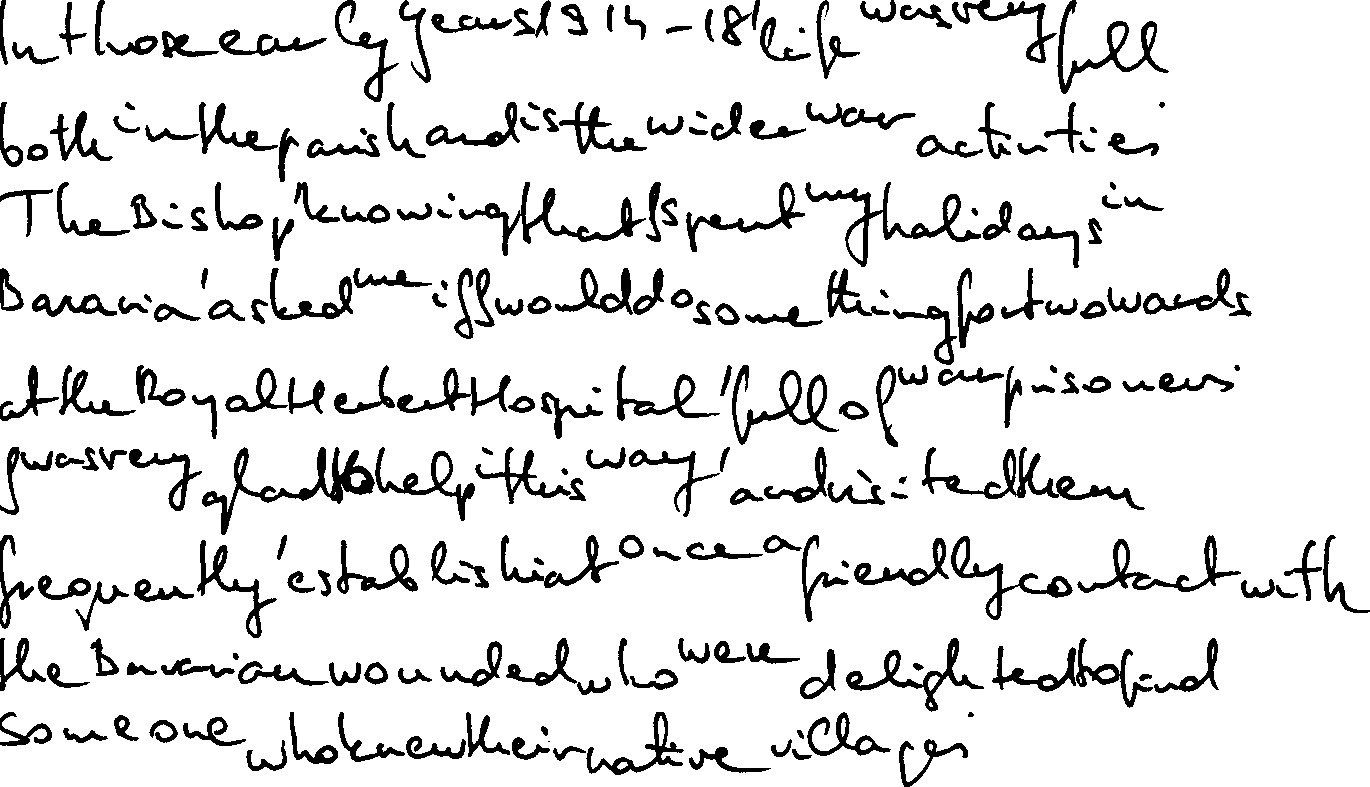 In those early years 1914-18, life was very full
both in the parish and is the wider war activities
The Bishop, knowing that I spent my holidays in
Bavaria, asked me if I would do something for two wards
at the Royal Herbert Hospital, full of war prisoners
I was very glad to help i this way, and visited them
frequently, establishi at once a friendly contact with
the Bavarian wounded, who were delighted to find
someone who knew their native villages